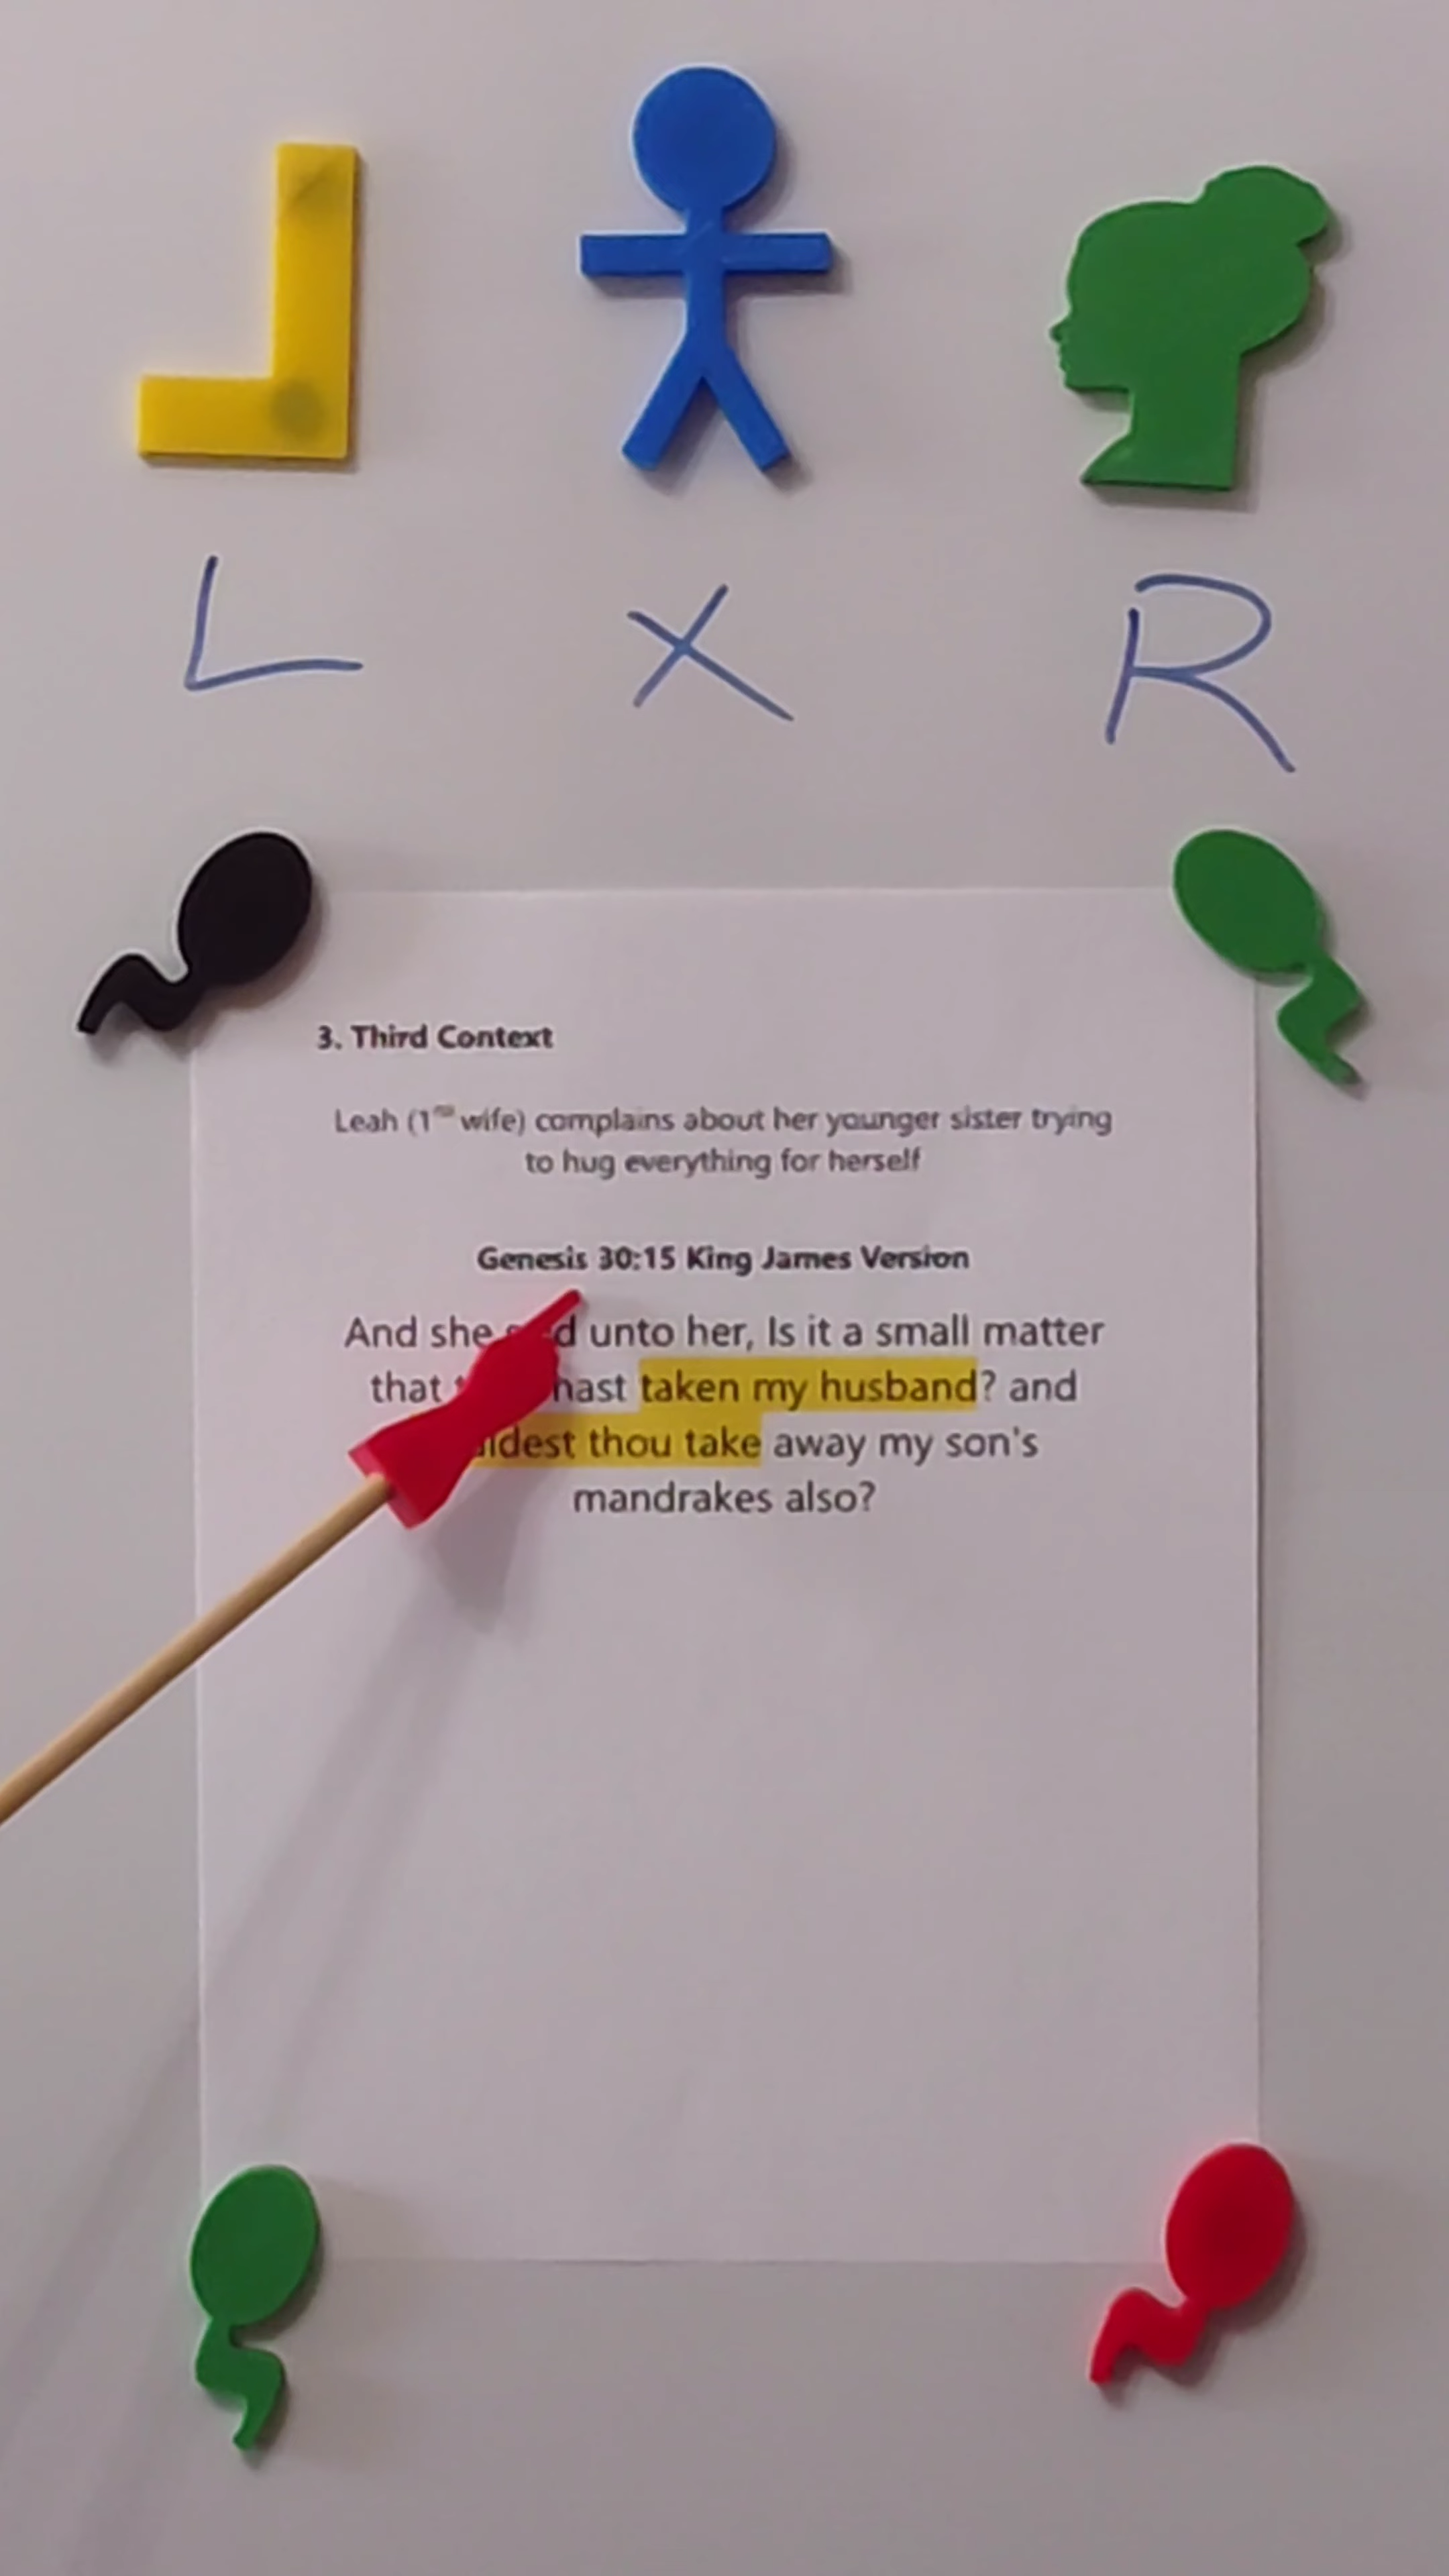 L X R
3. Third Context
Leah (1 wife) complains about her younger sister trying
to hug everything for herself
Genesis 30:15 King James Version
And she unto her, Is it a small matter
that hast taken my husband? and
thou take away my son's
mandrakes also?